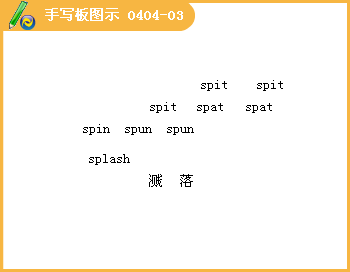 手写板图示 0404-03
spit spit
spit spat spat
spin spun spun
splash
溅 落